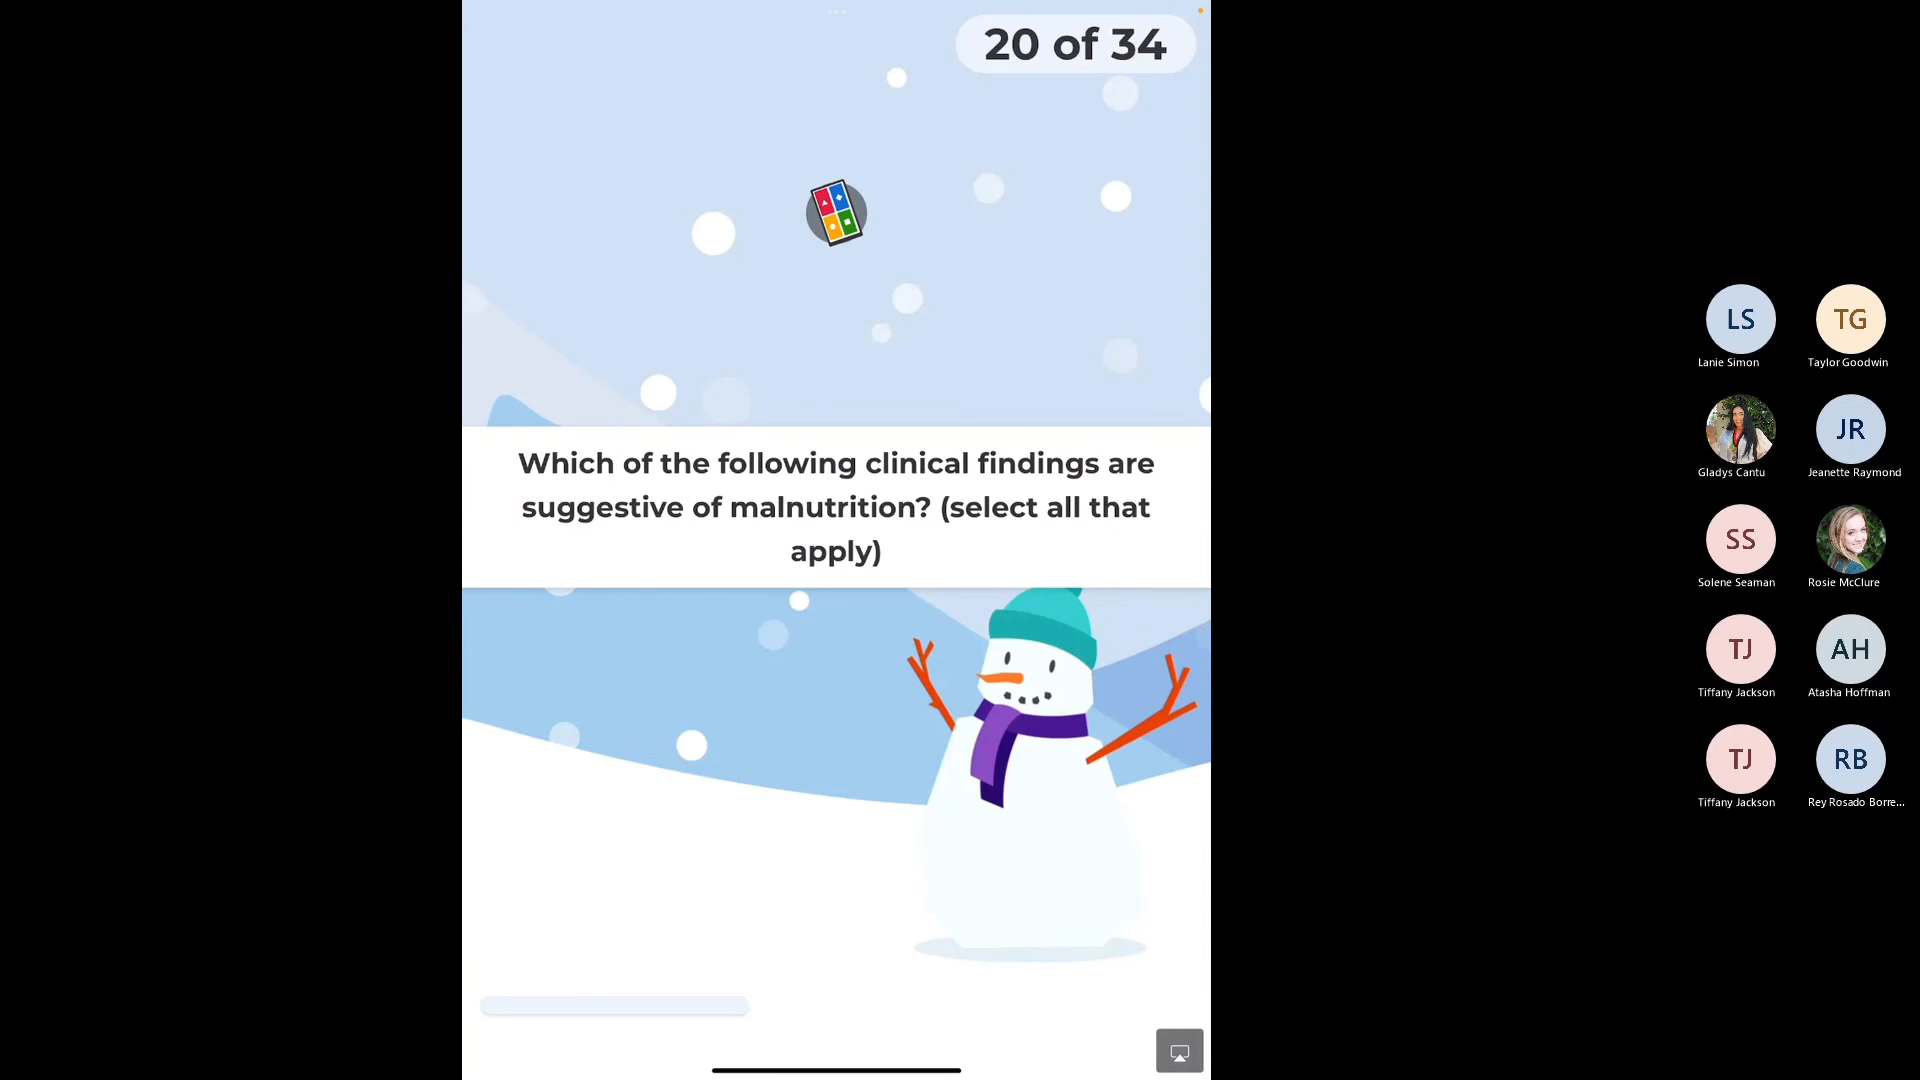 20 of 34
Which of the following clinical findings are
suggestive of malnutrition? (select all that
apply)
LS
Lanie Simon
TG
Taylor Goodwin
Gladys Cantu
JR
Jeanette Raymond
SS
Solene Seaman
Rosie McClure
TJ
Tiffany Jackson
AH
Atasha Hoffman
TJ
Tiffany Jackson
RB
Rey Rosado Borre...